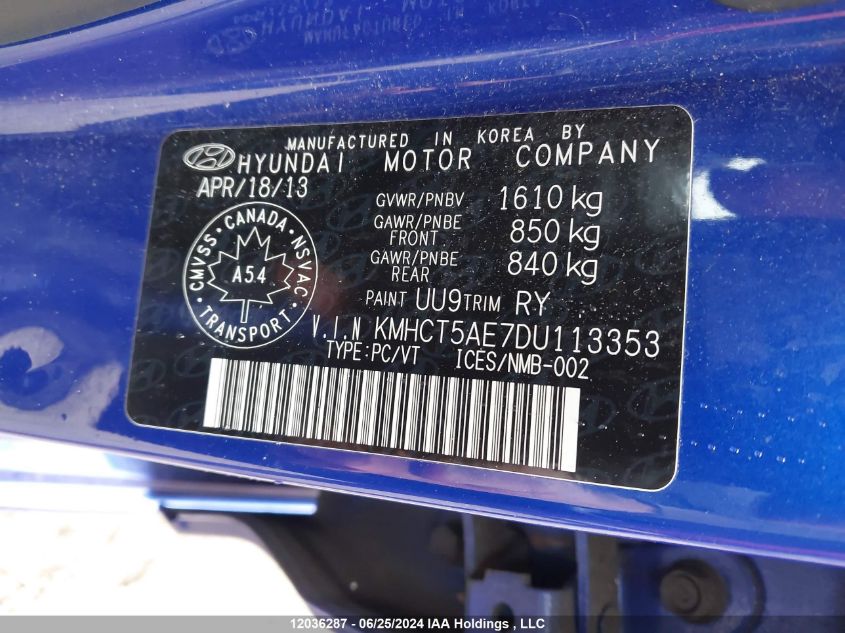 MANUFACTURED IN KOREA BY
HYUNDAI MOTOR COMPANY
APR/18/13
GVWR/PNBV 1610 kg
GAWR/PNBE FRONT 850 kg
GAWR/PNBE REAR 840 kg
CANADA
CMVSS NSVAC
A54
TRANSPORT
PAINT UU9 TRIM RY
V.I.N KMHCT5AE7DU113353
TYPE:PC/VT ICES/NMB-002
12036287 - 06/25/2024 IAA Holdings , LLC